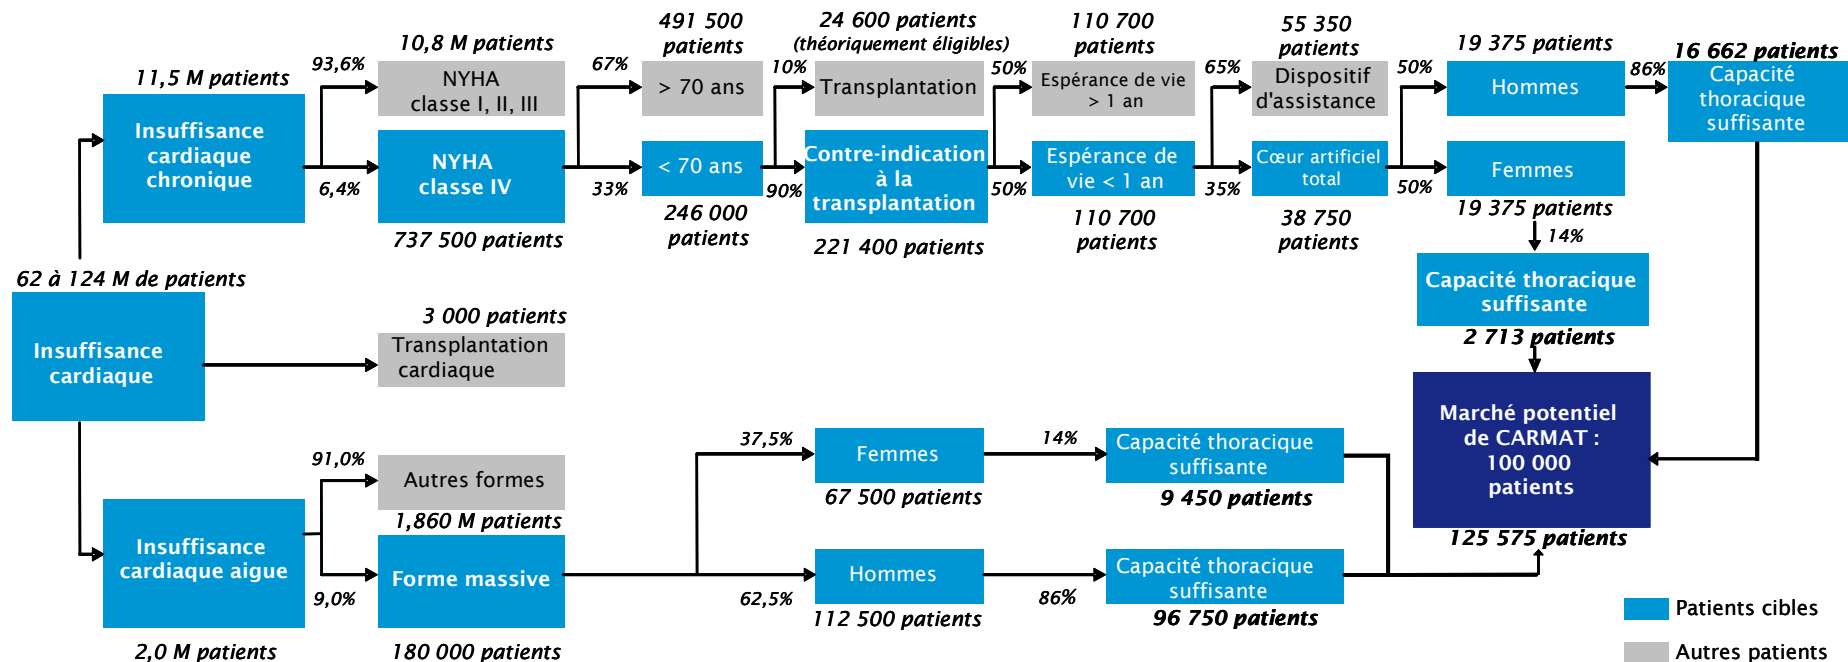 11,5 M patients
Insuffisance
cardiaque
chronique
93,6%
6,4%
10,8 M patients
NYHA
classe I, II, III
NYHA
classe IV
737 500 patients
67%
33%
491 500
patients
> 70 ans
< 70 ans
246 000
patients
10%
90%
24 600 patients
(théoriquement éligibles)
Transplantation
Contre-indication
à la
transplantation
221 400 patients
50%
50%
110 700
patients
Espérance de vie
> 1 an
Espérance de
vie < 1 an
110 700
patients
65%
35%
55 350
patients
Dispositif
d'assistance
Cœur artificiel
total
38 750
patients
50%
50%
19 375 patients
Hommes
Femmes
19 375 patients
86%
16 662 patients
Capacité
thoracique
suffisante
14%
Capacité thoracique
suffisante
2 713 patients
62 à 124 M de patients
Insuffisance
cardiaque
3 000 patients
Transplantation
cardiaque
Marché potentiel
de CARMAT :
100 000
patients
125 575 patients
Insuffisance
cardiaque aigue
2,0 M patients
91,0%
9,0%
Autres formes
1,860 M patients
Forme massive
180 000 patients
37,5%
62,5%
Femmes
67 500 patients
Hommes
112 500 patients
14%
86%
Capacité thoracique
suffisante
9 450 patients
Capacité thoracique
suffisante
96 750 patients
Patients cibles
Autres patients